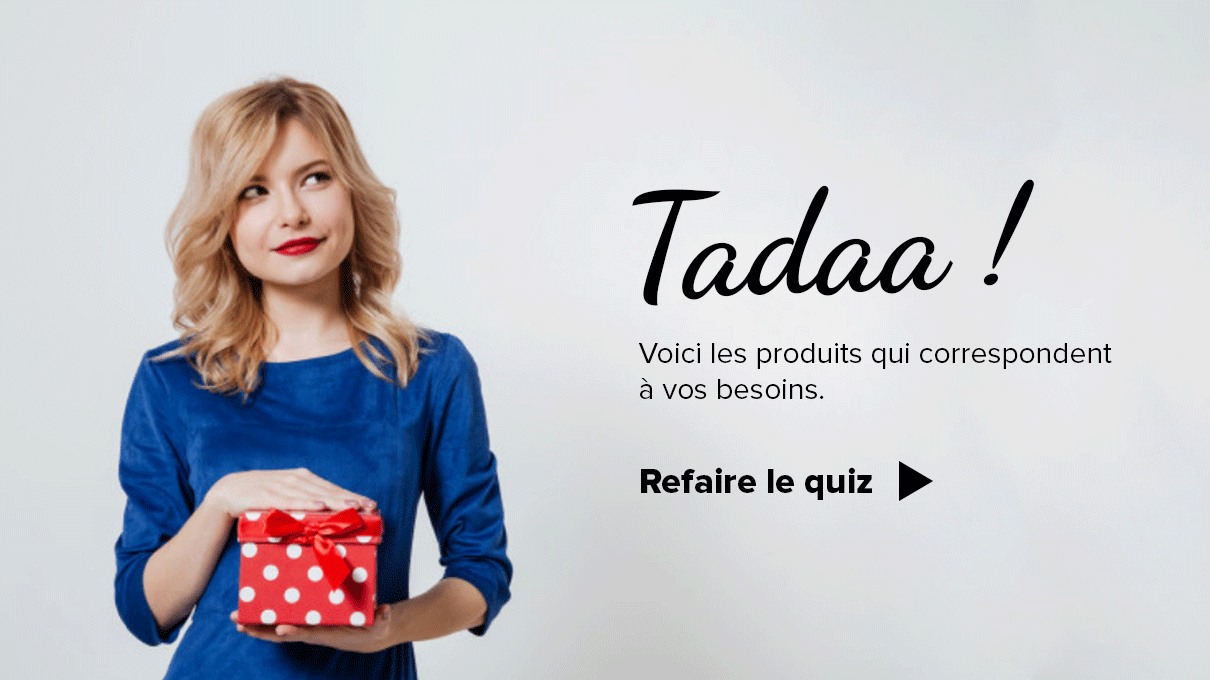 Tadaa !
Voici les produits qui correspondent
à vos besoins.
Refaire le quiz